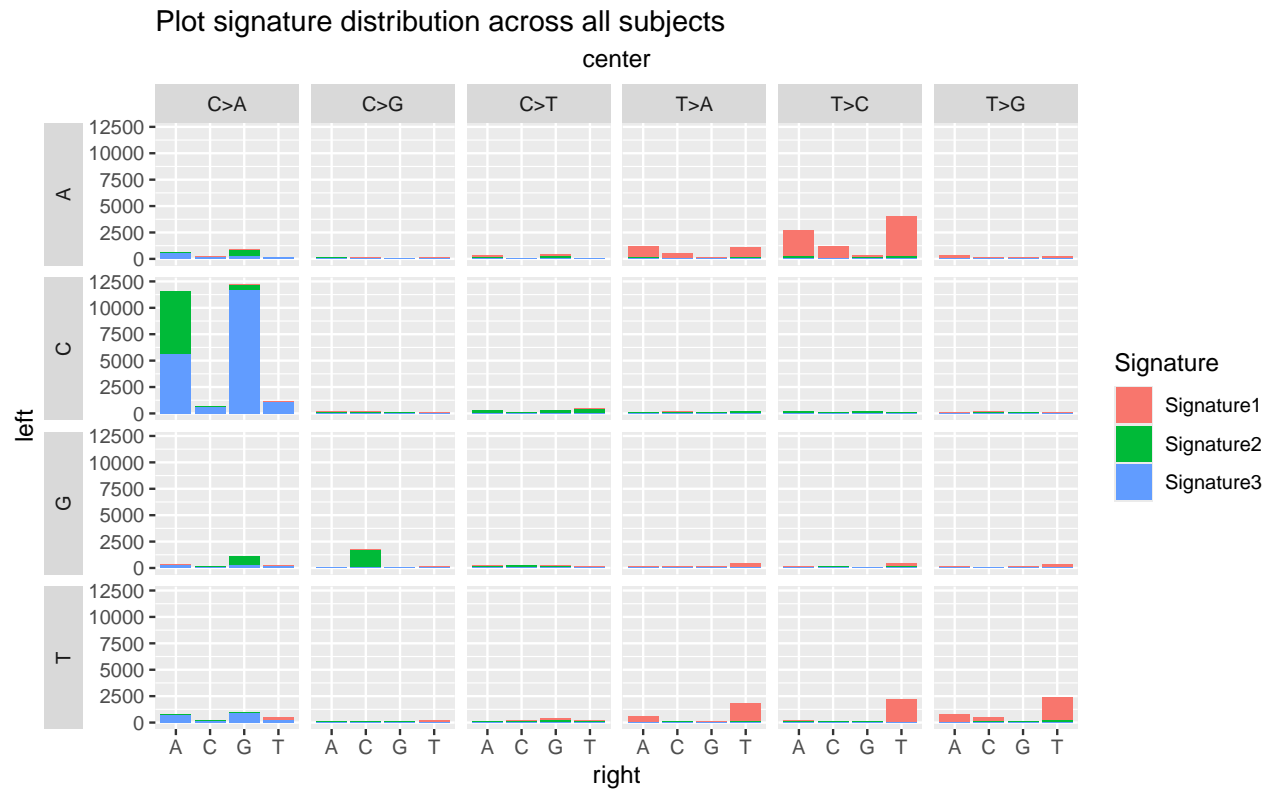 Plot signature distribution across all subjects
center
C>A C>G C>T T>A T>C T>G
left
A
12500
10000
7500
5000
2500
0
C
12500
10000
7500
5000
2500
0
G
12500
10000
7500
5000
2500
0
T
12500
10000
7500
5000
2500
0
A C G T A C G T A C G T A C G T A C G T A C G T
right
Signature
Signature1
Signature2
Signature3